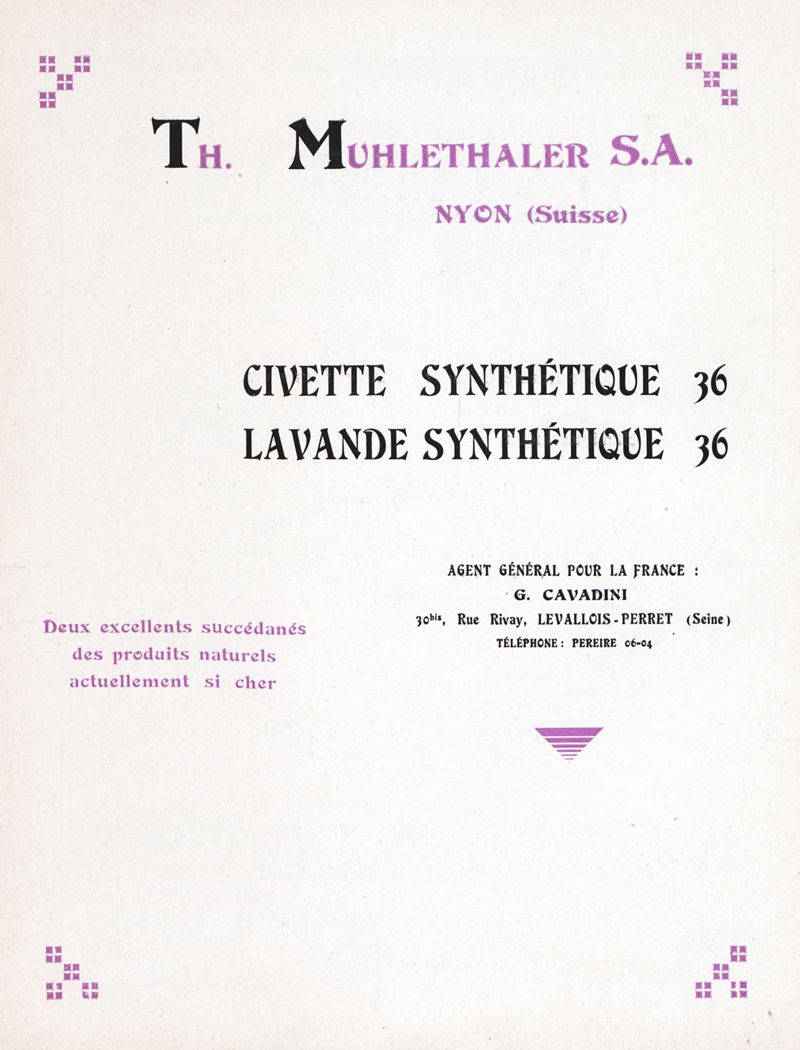 TH. MUHLETHALER S.A.
NYON (Suisse)
CIVETTE SYNTHÉTIQUE 36
LAVANDE SYNTHÉTIQUE 36
AGENT GÉNÉRAL POUR LA FRANCE :
G. CAVADINI
30bis, Rue Rivay, LEVALLOIS-PERRET (Seine)
TÉLÉPHONE : PEREIRE 06-04
Deux excellents succédanés
des produits naturels
actuellement si cher